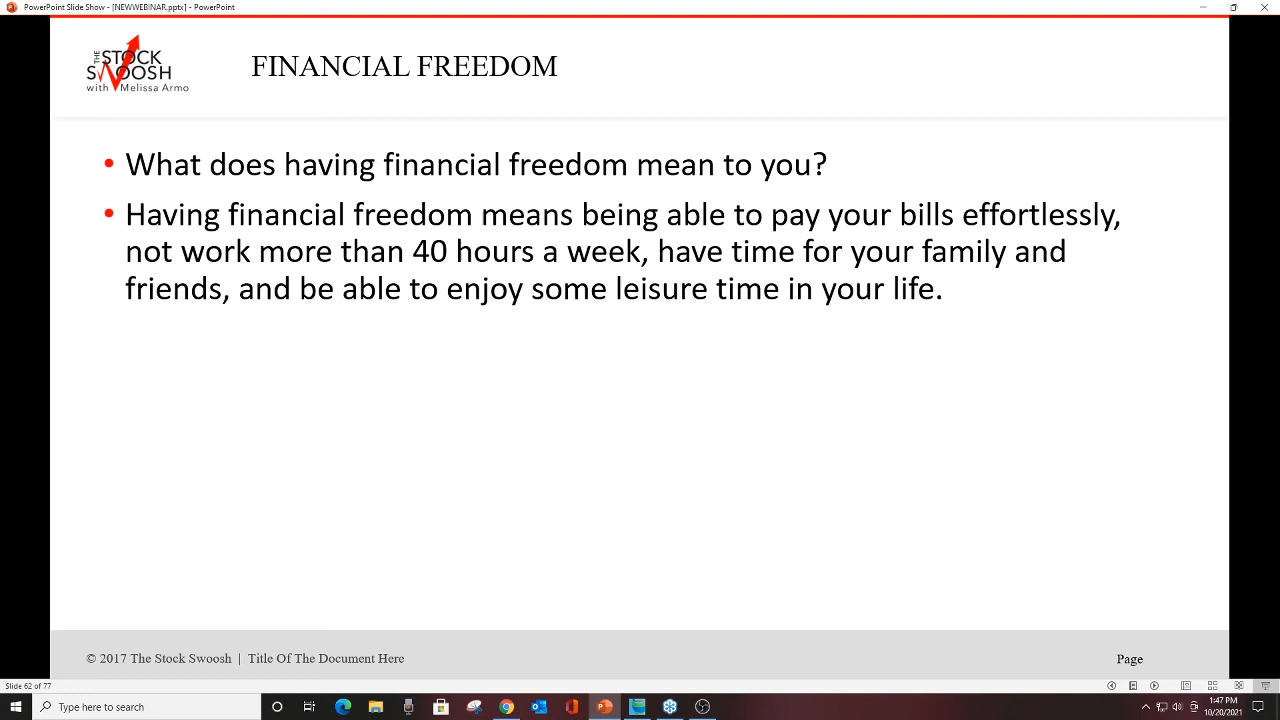 PowerPoint Slide Show - [NEWWEBINAR.pptx] - PowerPoint
THE
STOCK
SWOOSH
with Melissa Armo
FINANCIAL FREEDOM
• What does having financial freedom mean to you?
• Having financial freedom means being able to pay your bills effortlessly,
not work more than 40 hours a week, have time for your family and
friends, and be able to enjoy some leisure time in your life.
© 2017 The Stock Swoosh | Title Of The Document Here
Page
Slide 62 of 77
Type here to search
1:47 PM
10/20/2021